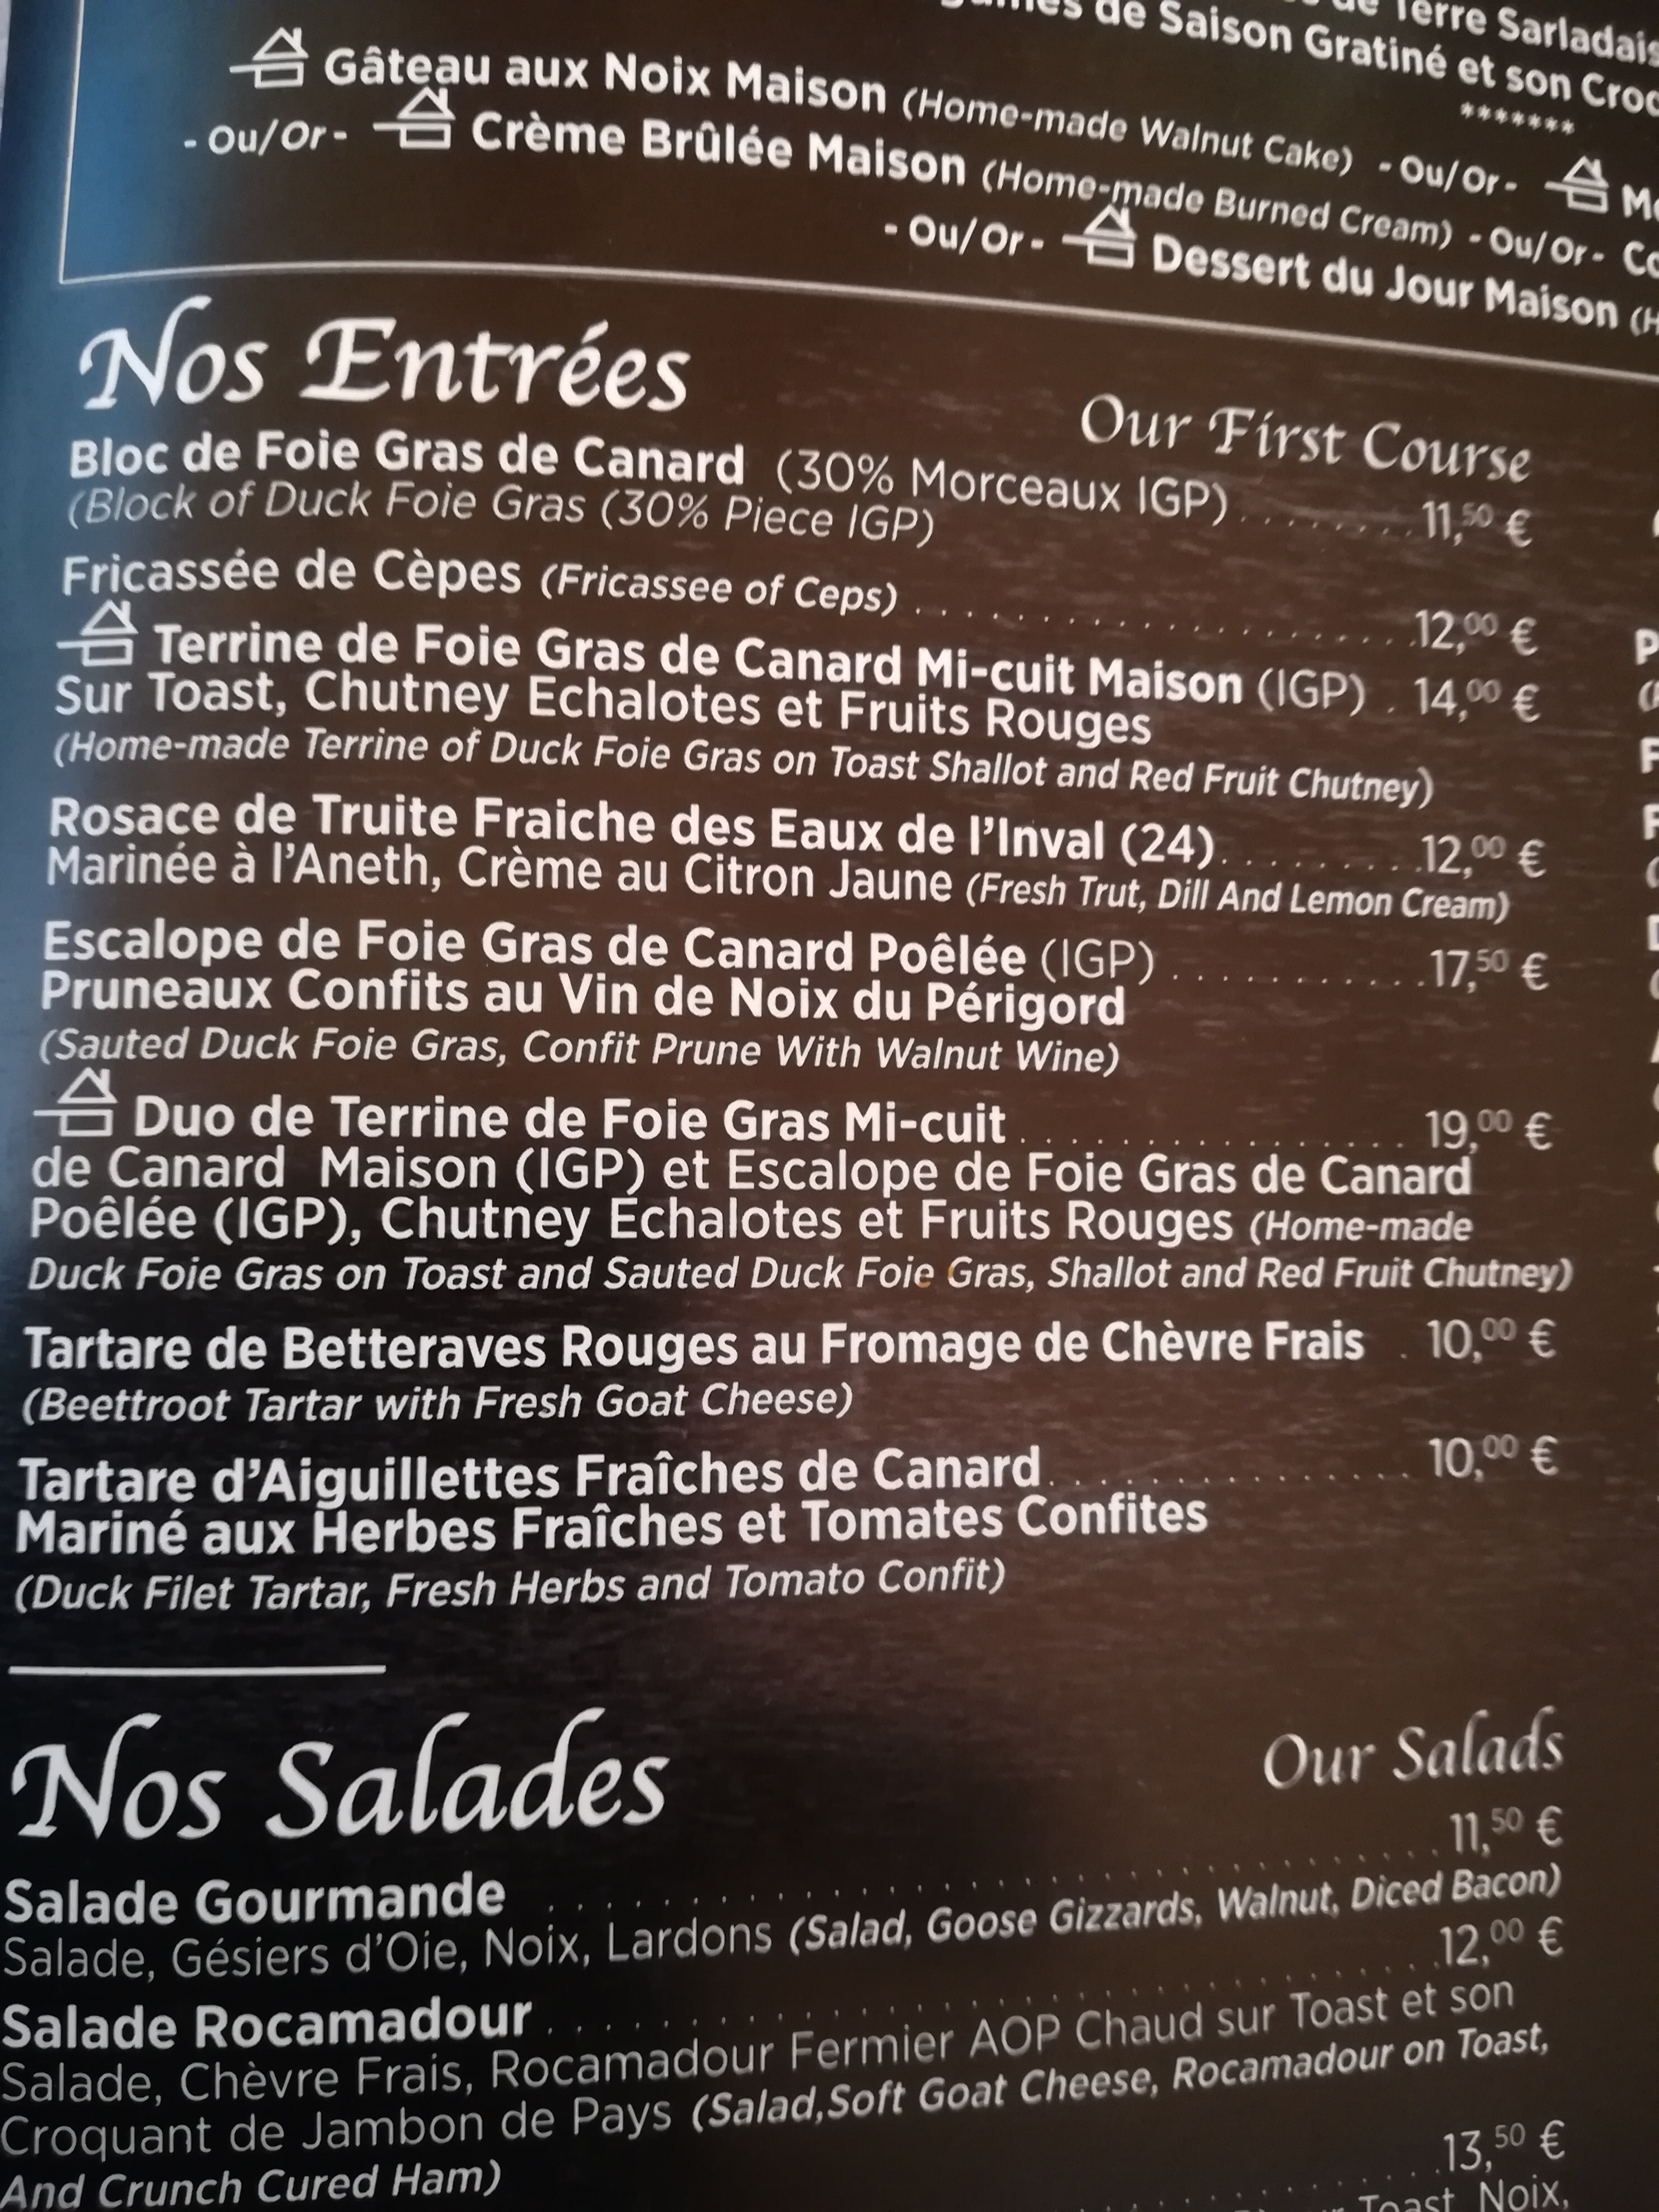 de Terre Sarladais
de Saison Gratiné et son Croq
*******
Gâteau aux Noix Maison (Home-made Walnut Cake) - Ou/Or -
- Ou/Or - Crème Brûlée Maison (Home-made Burned Cream) - Ou/Or -
- Ou/Or - Dessert du Jour Maison
Nos Entrées
Our First Course
Bloc de Foie Gras de Canard (30% Morceaux IGP) ........ 11,50 €
(Block of Duck Foie Gras (30% Piece IGP)
Fricassée de Cèpes (Fricassee of Ceps) .................... 12,00 €
Terrine de Foie Gras de Canard Mi-cuit Maison (IGP) . 14,00 €
Sur Toast, Chutney Echalotes et Fruits Rouges
(Home-made Terrine of Duck Foie Gras on Toast Shallot and Red Fruit Chutney)
Rosace de Truite Fraiche des Eaux de l'Inval (24) ......... 12,00 €
Marinée à l'Aneth, Crème au Citron Jaune (Fresh Trut, Dill And Lemon Cream)
Escalope de Foie Gras de Canard Poêlée (IGP) ........... 17,50 €
Pruneaux Confits au Vin de Noix du Périgord
(Sauted Duck Foie Gras, Confit Prune With Walnut Wine)
Duo de Terrine de Foie Gras Mi-cuit ................ 19,00 €
de Canard Maison (IGP) et Escalope de Foie Gras de Canard
Poêlée (IGP), Chutney Échalotes et Fruits Rouges (Home-made
Duck Foie Gras on Toast and Sauted Duck Foie Gras, Shallot and Red Fruit Chutney)
Tartare de Betteraves Rouges au Fromage de Chèvre Frais . 10,00 €
(Beettroot Tartar with Fresh Goat Cheese)
Tartare d'Aiguillettes Fraîches de Canard ............... 10,00 €
Mariné aux Herbes Fraîches et Tomates Confites
(Duck Filet Tartar, Fresh Herbs and Tomato Confit)
Nos Salades
Our Salads
Salade Gourmande .................... 11,50 €
Salade, Gésiers d'Oie, Noix, Lardons (Salad, Goose Gizzards, Walnut, Diced Bacon)
Salade Rocamadour .................... 12,00 €
Salade, Chèvre Frais, Rocamadour Fermier AOP Chaud sur Toast et son
Croquant de Jambon de Pays (Salad,Soft Goat Cheese, Rocamadour on Toast,
And Crunch Cured Ham)
13,50 €
Toast, Noix,